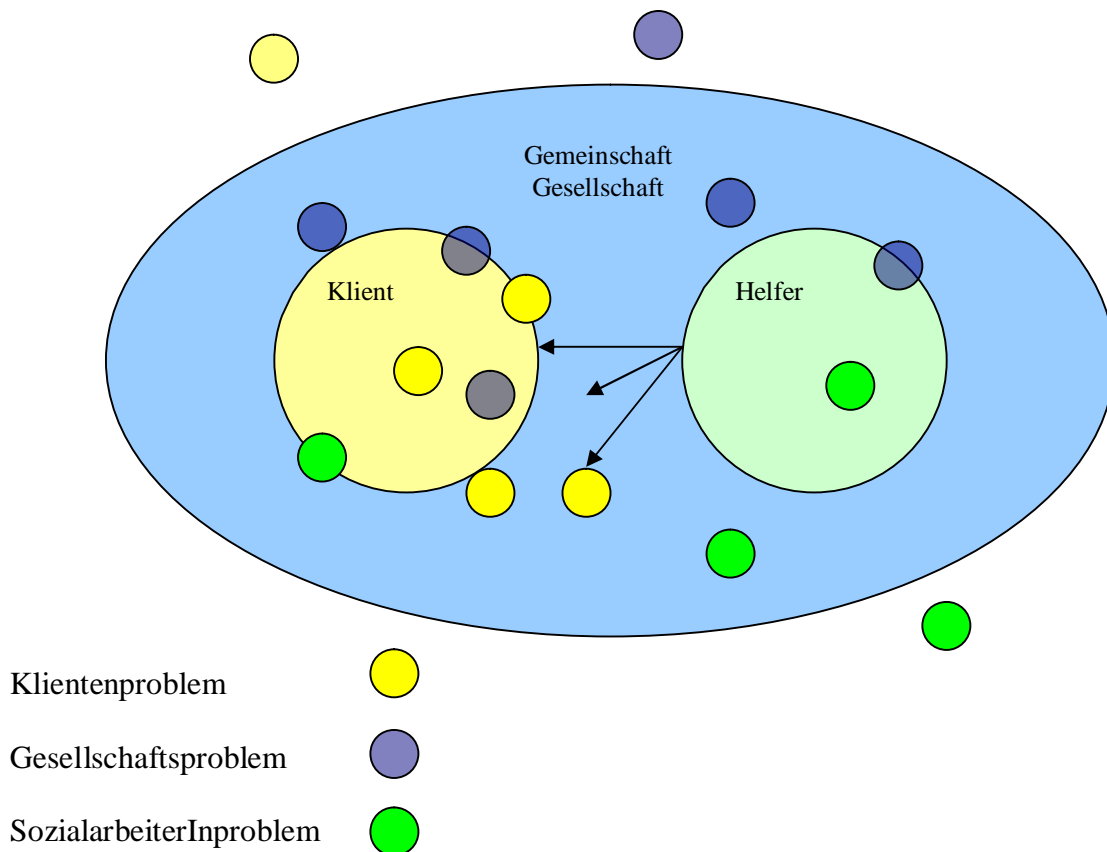 Gemeinschaft
Gesellschaft
Klient
Helfer
Klientenproblem
Gesellschaftsproblem
SozialarbeiterInproblem